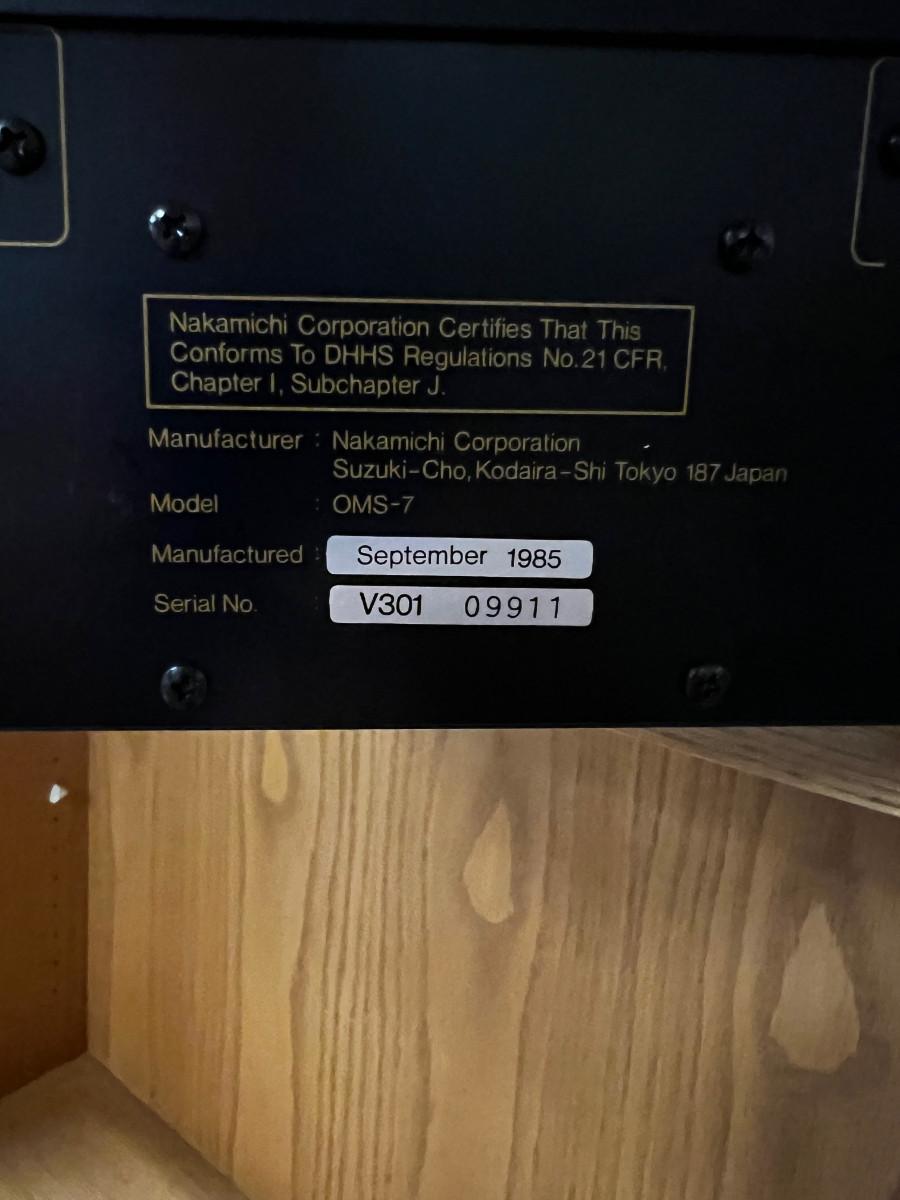 Nakamichi Corporation Certifies That This
Conforms To DHHS Regulations No.21 CFR,
Chapter I, Subchapter J.
Manufacturer : Nakamichi Corporation
Suzuki-Cho, Kodaira-Shi Tokyo 187 Japan
Model : OMS-7
Manufactured : September 1985
Serial No. : V301 09911